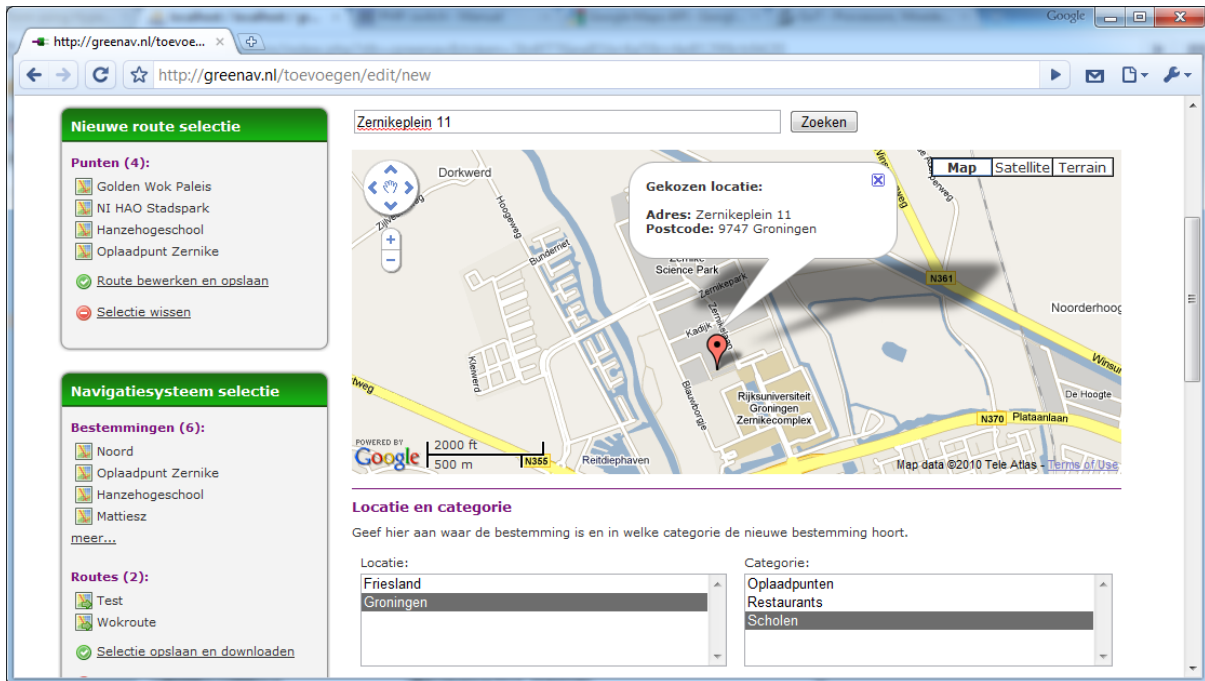 Google
http://greenav.nl/toevoe...
http://greenav.nl/toevoegen/edit/new
Nieuwe route selectie
Punten (4):
Golden Wok Paleis
NI HAO Stadspark
Hanzehogeschool
Oplaadpunt Zernike
Route bewerken en opslaan
Selectie wissen
Navigatiesysteem selectie
Bestemmingen (6):
Noord
Oplaadpunt Zernike
Hanzehogeschool
Mattiesz
meer...
Routes (2):
Test
Wokroute
Selectie opslaan en downloaden
Zernikeplein 11
Zoeken
Map
Satellite
Terrain
Gekozen locatie:
Adres: Zernikeplein 11
Postcode: 9747 Groningen
Dorkwerd
Hoogeweg
Bunderriet
Zernike
Science Park
Zernikepark
Zernikelaan
Kadijk
Kleiwerd
Blauwborgje
Rijksuniversiteit
Groningen
Zernikecomplex
N361
Noorderhoog
Winsu
De Hoogte
N370
Plataanlaan
Reitdiephaven
N355
POWERED BY
Google
2000 ft
500 m
Map data ©2010 Tele Atlas - Terms of Use
Locatie en categorie
Geef hier aan waar de bestemming is en in welke categorie de nieuwe bestemming hoort.
Locatie:
Friesland
Groningen
Categorie:
Oplaadpunten
Restaurants
Scholen